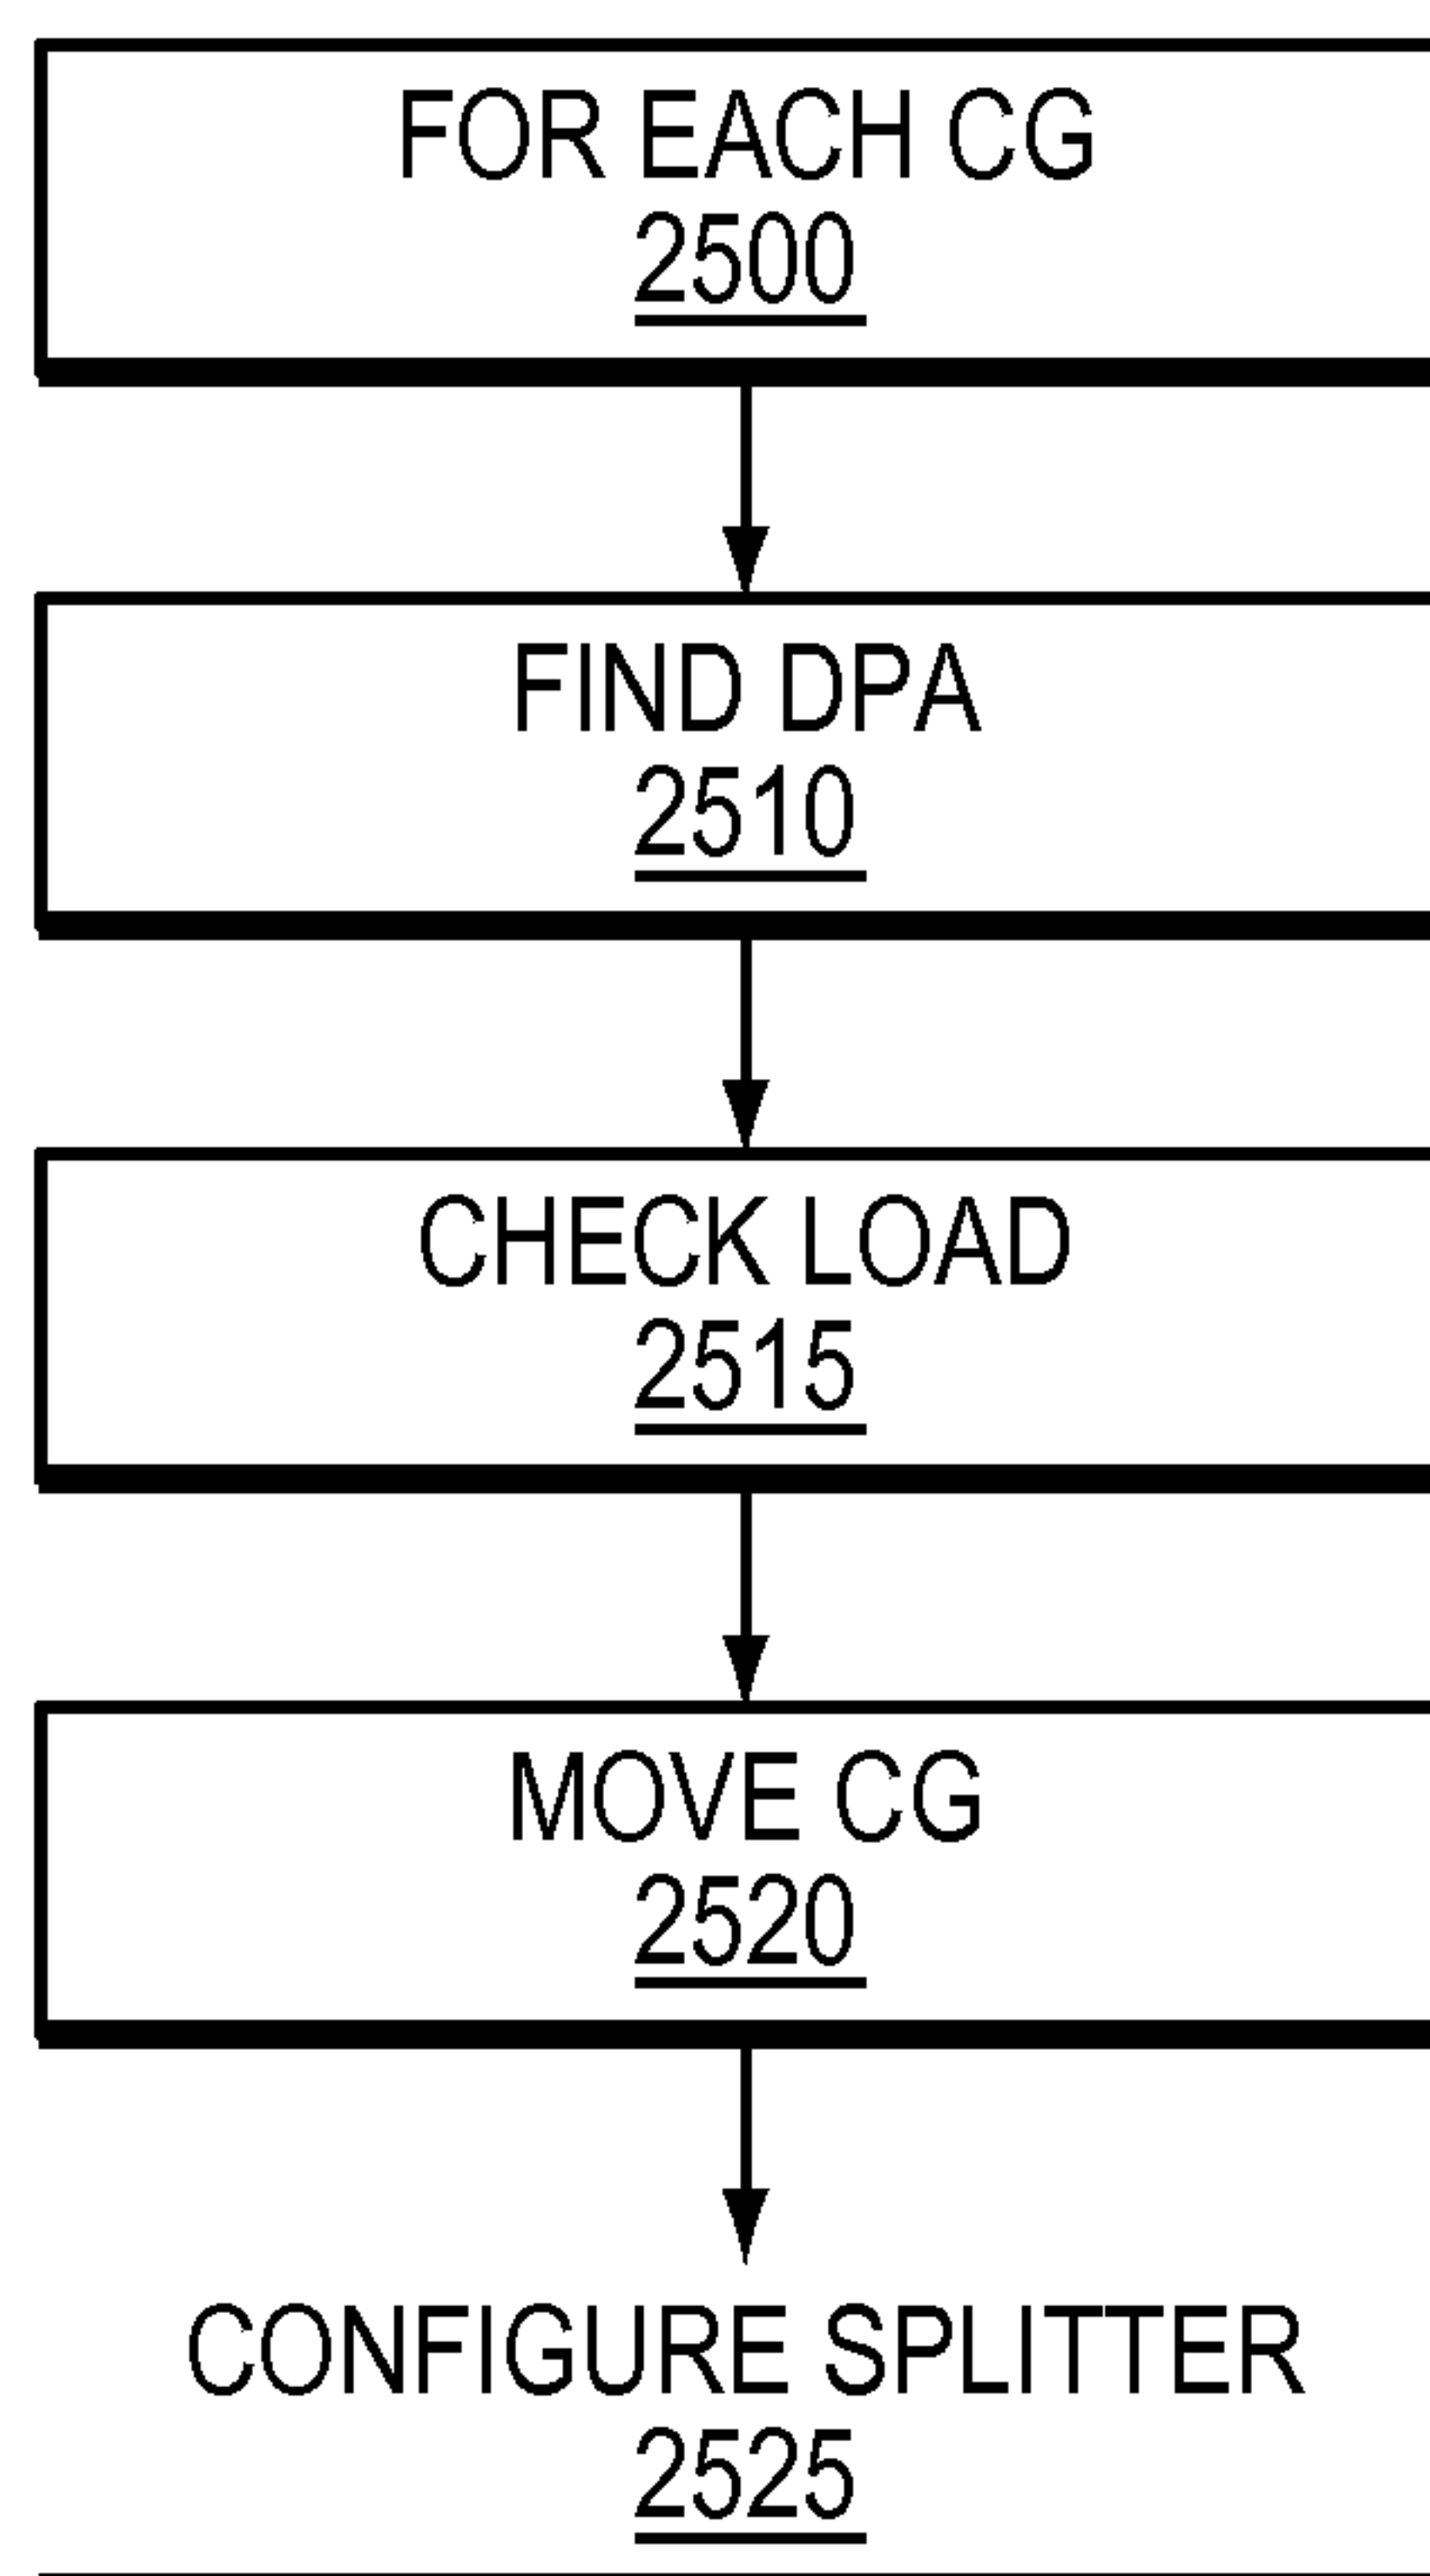 FOR EACH CG
2500
FIND DPA
2510
CHECK LOAD
2515
MOVE CG
2520
CONFIGURE SPLITTER
2525